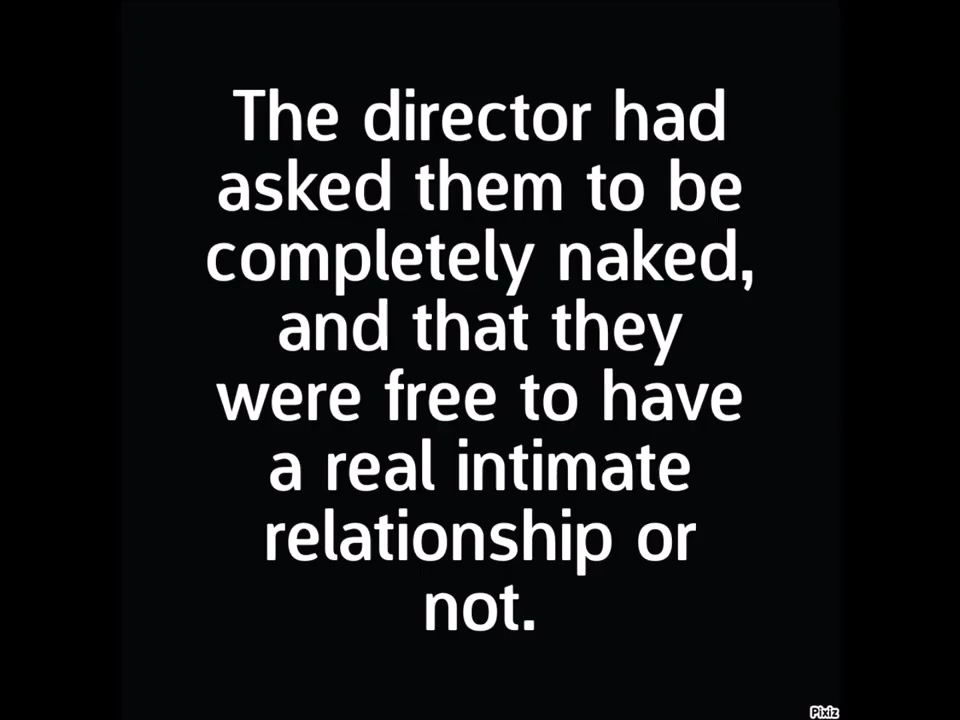 The director had
asked them to be
completely naked,
and that they
were free to have
a real intimate
relationship or
not.
Pixiz